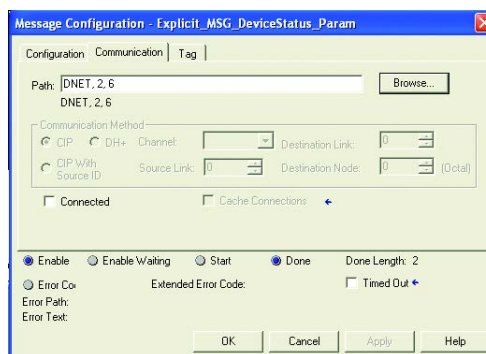 Message Configuration - Explicit_MSG_DeviceStatus_Param
Configuration Communication Tag
Path: DNET, 2, 6 Browse...
DNET, 2, 6
Communication Method
CIP DH+ Channel: Destination Link: 0
CIP With Source ID Source Link: 0 Destination Node: 0 (Octal)
Connected Cache Connections
Enable Enable Waiting Start Done Done Length: 2
Error Co Extended Error Code: Timed Out
Error Path:
Error Text:
OK Cancel Apply Help